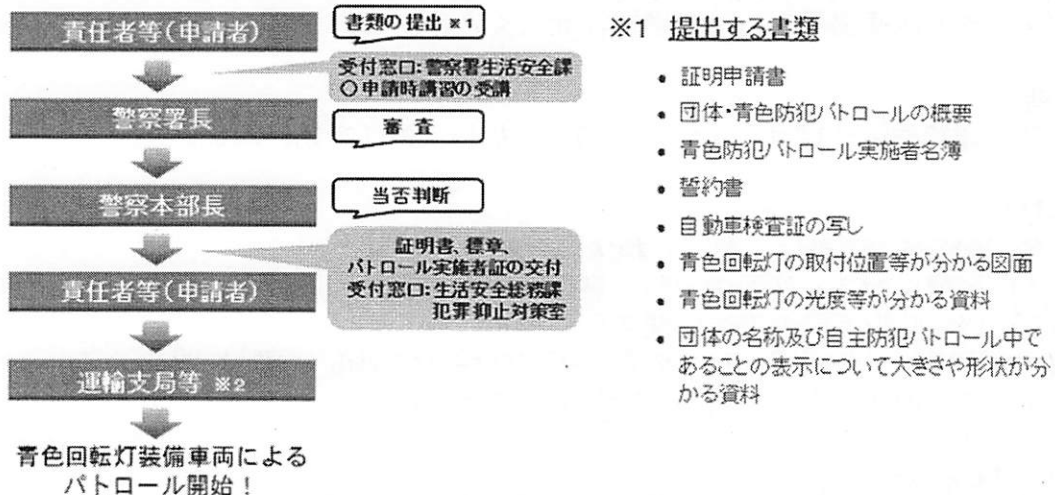 責任者等(申請者)
書類の提出 ※1
受付窓口:警察署生活安全課
○申請時講習の受講
警察署長
審 査
警察本部長
当否判断
証明書、標章、
パトロール実施者証の交付
受付窓口:生活安全総務課
犯罪抑止対策室
責任者等(申請者)
運輸支局等 ※2
青色回転灯装備車両による
パトロール開始!
※1 提出する書類
• 証明申請書
• 団体・青色防犯パトロールの概要
• 青色防犯パトロール実施者名簿
• 誓約書
• 自動車検査証の写し
• 青色回転灯の取付位置等が分かる図面
• 青色回転灯の光度等が分かる資料
• 団体の名称及び自主防犯パトロール中で
あることの表示について大きさや形状が分
かる資料